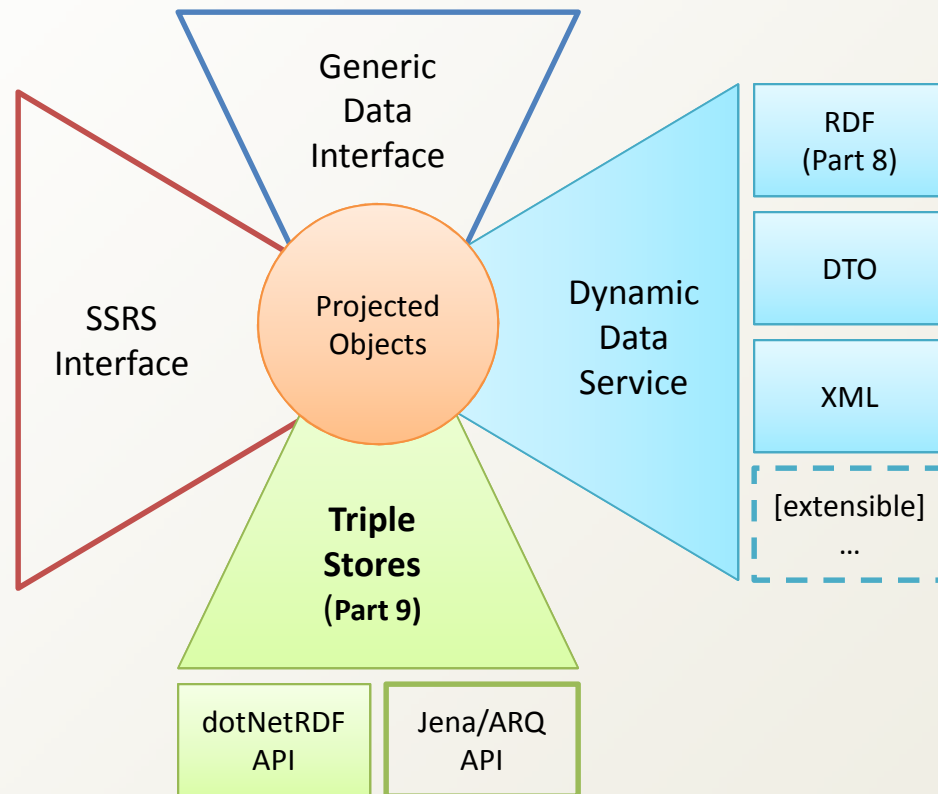 Generic
Data
Interface
SSRS
Interface
Projected
Objects
Dynamic
Data
Service
RDF
(Part 8)
DTO
XML
[extensible]
...
Triple
Stores
(Part 9)
dotNetRDF
API
Jena/ARQ
API